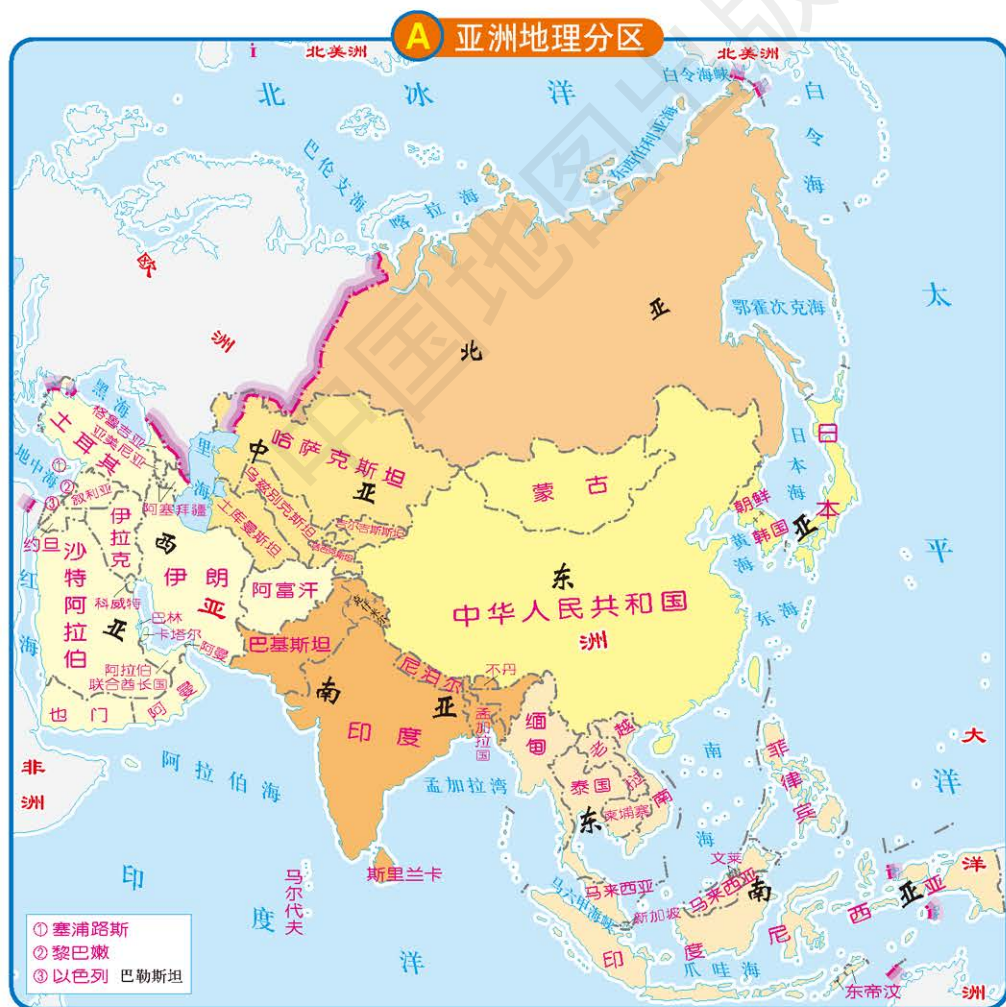 A 亚洲地理分区
北美洲
北美洲
北冰洋
白令海峡
白令海
东西伯利亚海
巴伦支海
喀拉海
欧洲
北亚
鄂霍次克海
太平洋
黑海
里海
地中海
格鲁吉亚
亚美尼亚
阿塞拜疆
土耳其
①
②
③
叙利亚
约旦
伊拉克
西亚
伊朗
亚
沙特阿拉伯
科威特
巴林
卡塔尔
阿曼
阿拉伯
联合酋长国
也门
阿曼
红海
中亚
哈萨克斯坦
乌兹别克斯坦
土库曼斯坦
吉尔吉斯斯坦
塔吉克斯坦
阿富汗
蒙古
朝鲜
韩国
日本
日本海
黄海
东海
东亚
中华人民共和国
洲
克什米尔
巴基斯坦
尼泊尔
不丹
南亚
印度
孟加拉国
斯里兰卡
马尔代夫
阿拉伯海
孟加拉湾
非洲
印度洋
缅甸
老挝
越南
泰国
柬埔寨
东南亚
南海
菲律宾
文莱
马来西亚
马来西亚
马六甲海峡
新加坡
印度尼西亚
爪哇海
东帝汶
大洋洲
① 塞浦路斯
② 黎巴嫩
③ 以色列 巴勒斯坦
中国地图出版